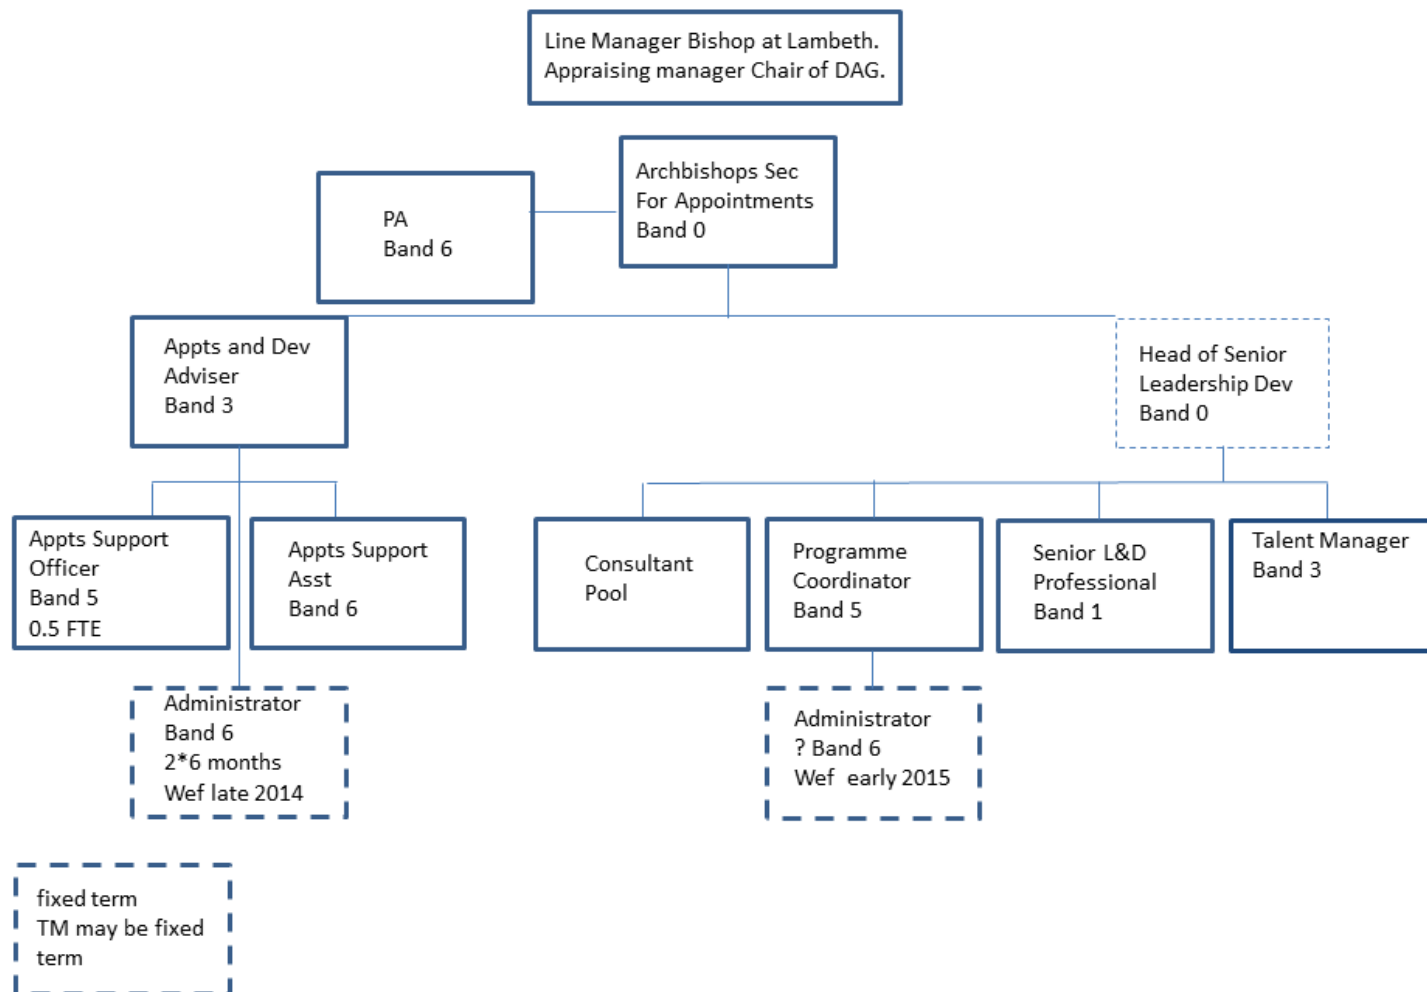 Line Manager Bishop at Lambeth.
Appraising manager Chair of DAG.
Archbishops Sec
For Appointments
Band 0
PA
Band 6
Appts and Dev
Adviser
Band 3
Head of Senior
Leadership Dev
Band 0
Appts Support
Officer
Band 5
0.5 FTE
Appts Support
Asst
Band 6
Consultant
Pool
Programme
Coordinator
Band 5
Senior L&D
Professional
Band 1
Talent Manager
Band 3
Administrator
Band 6
2*6 months
Wef late 2014
Administrator
? Band 6
Wef early 2015
fixed term
TM may be fixed
term